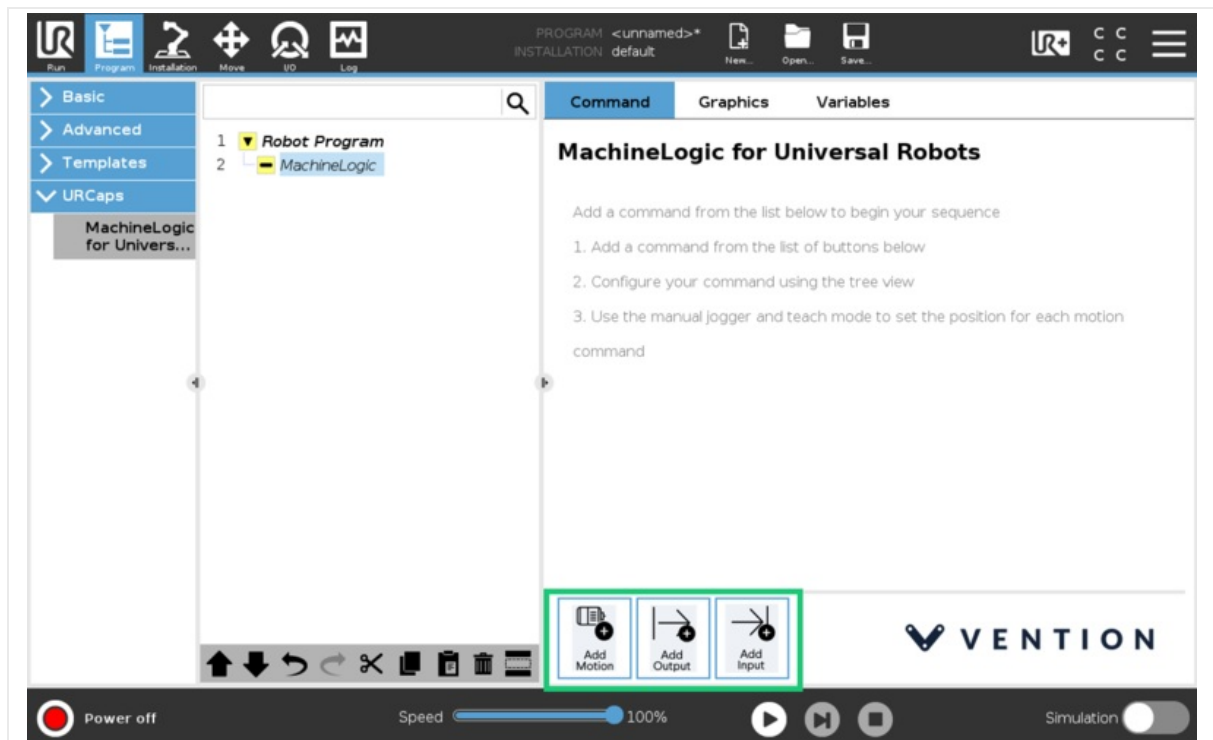 PROGRAM <unnamed>*
INSTALLATION default
Run Program Installation Move I/O Log
New... Open... Save...
UR+
C C
C C
Basic
Advanced
Templates
URCaps
MachineLogic
for Univers...
1 Robot Program
2 MachineLogic
Command Graphics Variables
MachineLogic for Universal Robots
Add a command from the list below to begin your sequence
1. Add a command from the list of buttons below
2. Configure your command using the tree view
3. Use the manual jogger and teach mode to set the position for each motion
command
Add
Motion
Add
Output
Add
Input
VENTION
Power off
Speed 100%
Simulation